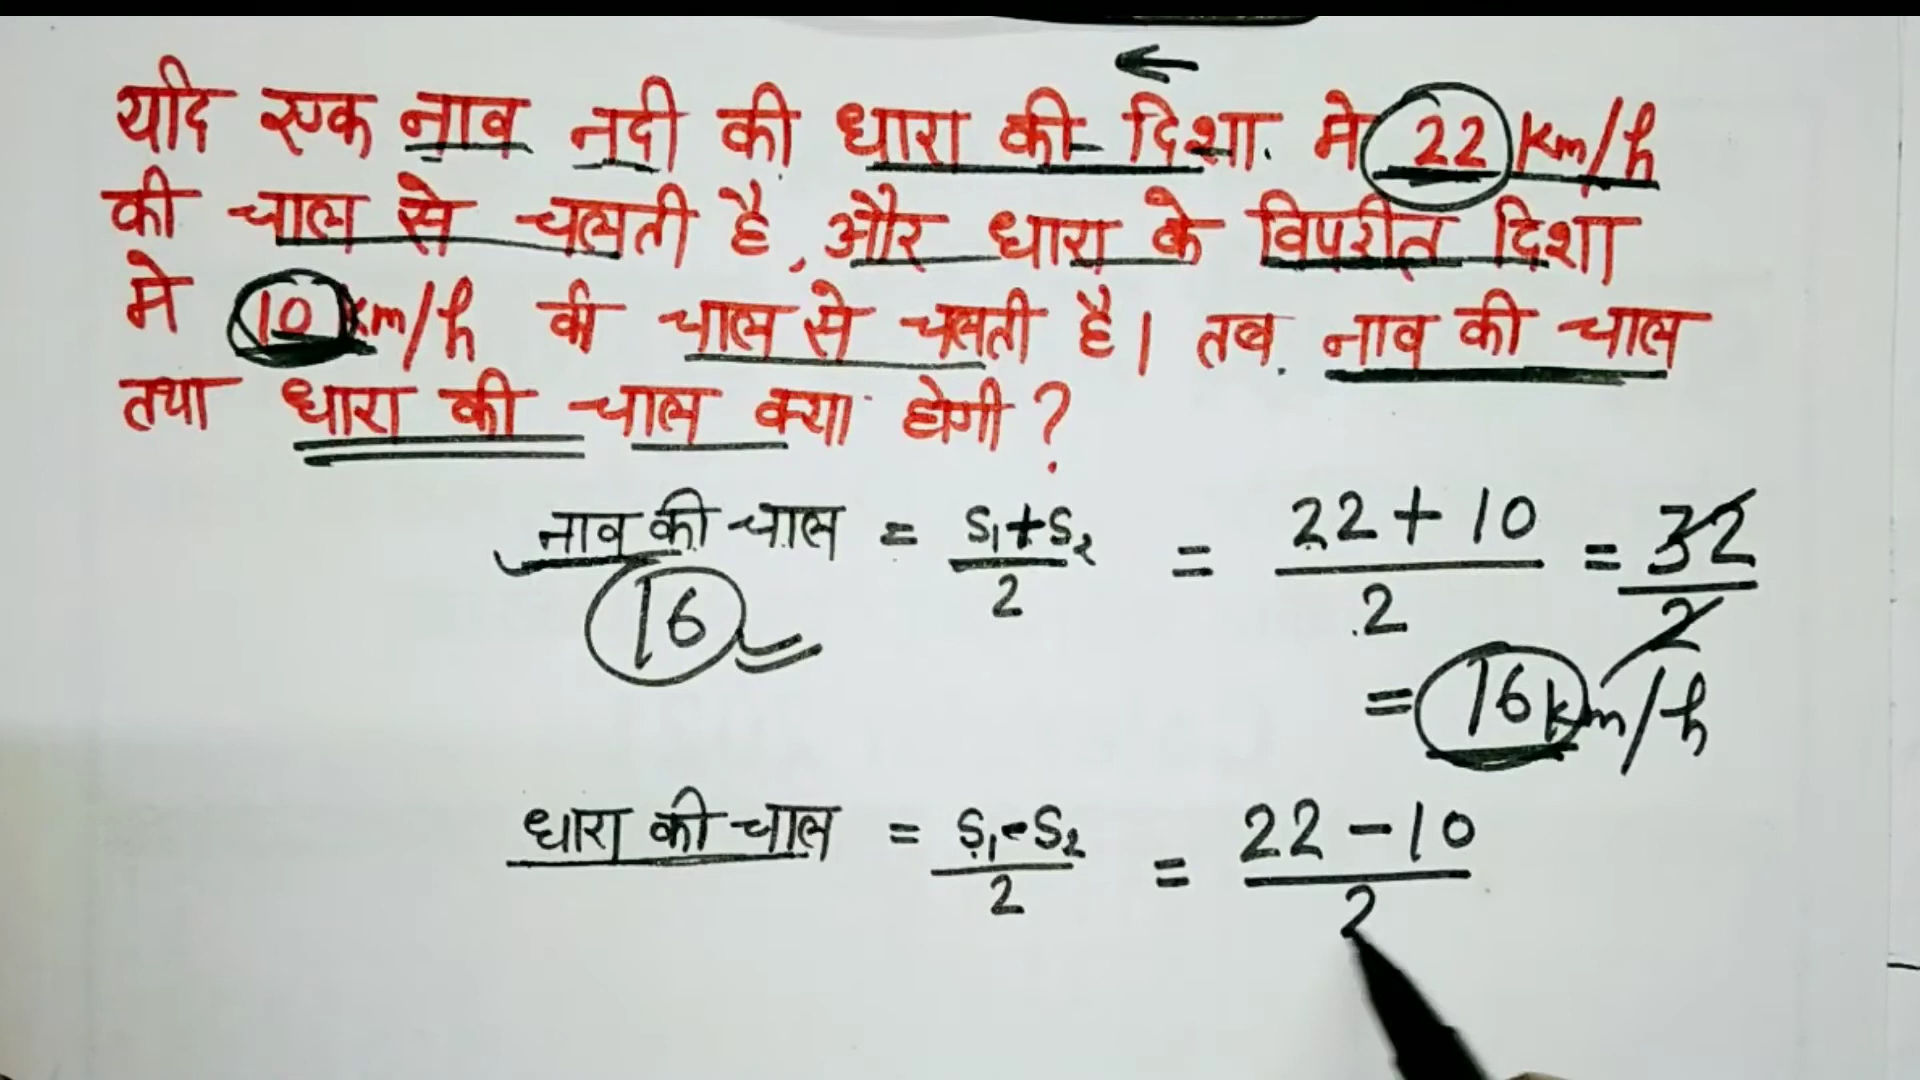 यदि एक नाव नदी की धारा की दिशा मे 22 km/h
की चाल से चलती है, और धारा के विपरीत दिशा
मे 10 km/h की चाल से चलती है। तब नाव की चाल
तथा धारा की चाल क्या होगी?
नाव की चाल = S₁+S₂/2 = 22+10/2 = 32/2
16
= 16 km/h
धारा की चाल = S₁-S₂/2 = 22-10/2